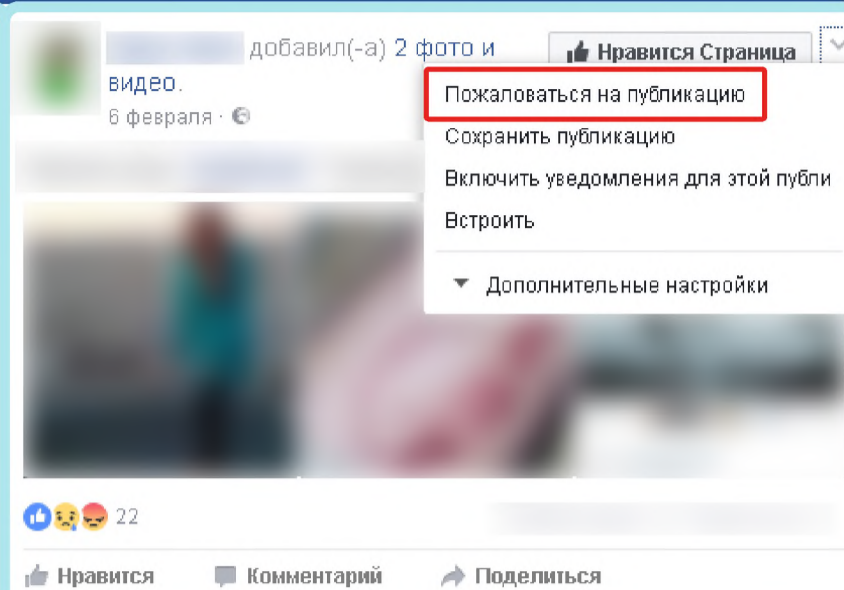 добавил(-а) 2 фото и
видео.
6 февраля ·
Нравится Страница
Пожаловаться на публикацию
Сохранить публикацию
Включить уведомления для этой публи
Встроить
Дополнительные настройки
22
Нравится
Комментарий
Поделиться